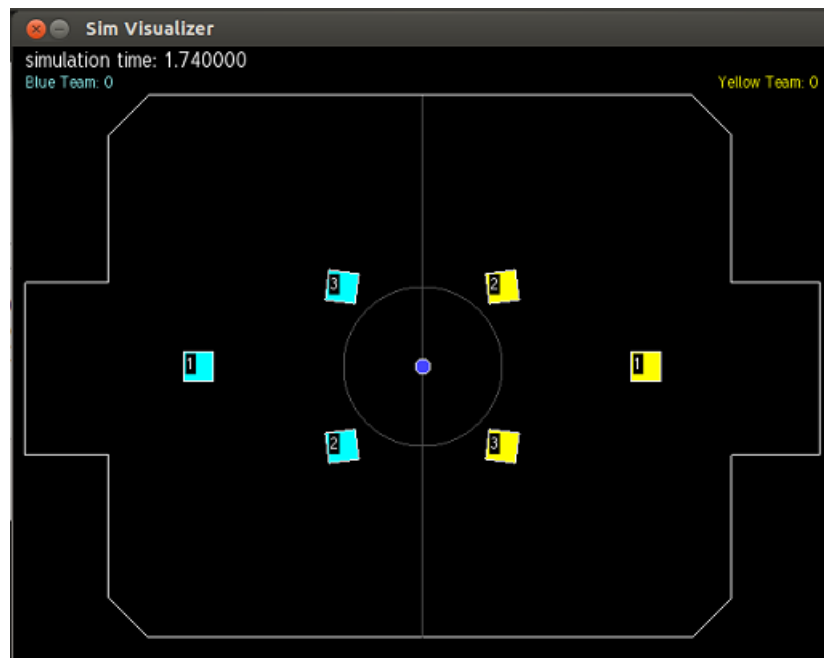 Sim Visualizer
simulation time: 1.740000
Blue Team: 0
Yellow Team: 0
3
2
1
1
2
3